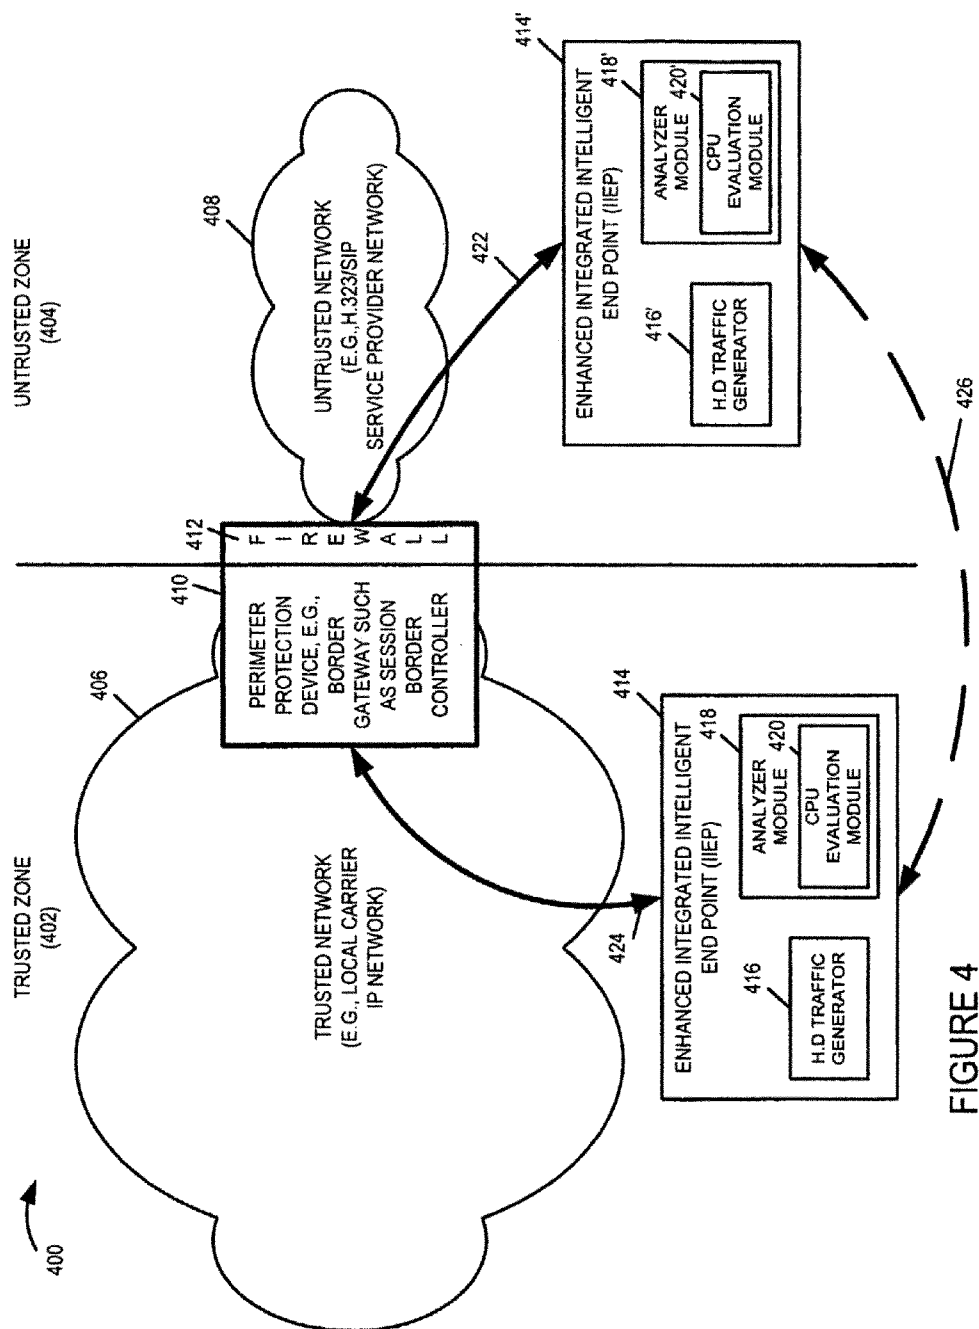 400
TRUSTED ZONE
(402)
UNTRUSTED ZONE
(404)
406
TRUSTED NETWORK
(E.G., LOCAL CARRIER
IP NETWORK)
410
412
PERIMETER
PROTECTION
DEVICE, E.G.,
BORDER
GATEWAY SUCH
AS SESSION
BORDER
CONTROLLER
F
I
R
E
W
A
L
L
408
UNTRUSTED NETWORK
(E.G.,H.323/SIP
SERVICE PROVIDER NETWORK)
422
424
414
ENHANCED INTEGRATED INTELLIGENT
END POINT (IIEP)
416
H.D TRAFFIC
GENERATOR
418
ANALYZER
MODULE
420
CPU
EVALUATION
MODULE
414'
ENHANCED INTEGRATED INTELLIGENT
END POINT (IIEP)
416'
H.D TRAFFIC
GENERATOR
418'
ANALYZER
MODULE
420'
CPU
EVALUATION
MODULE
426
FIGURE 4